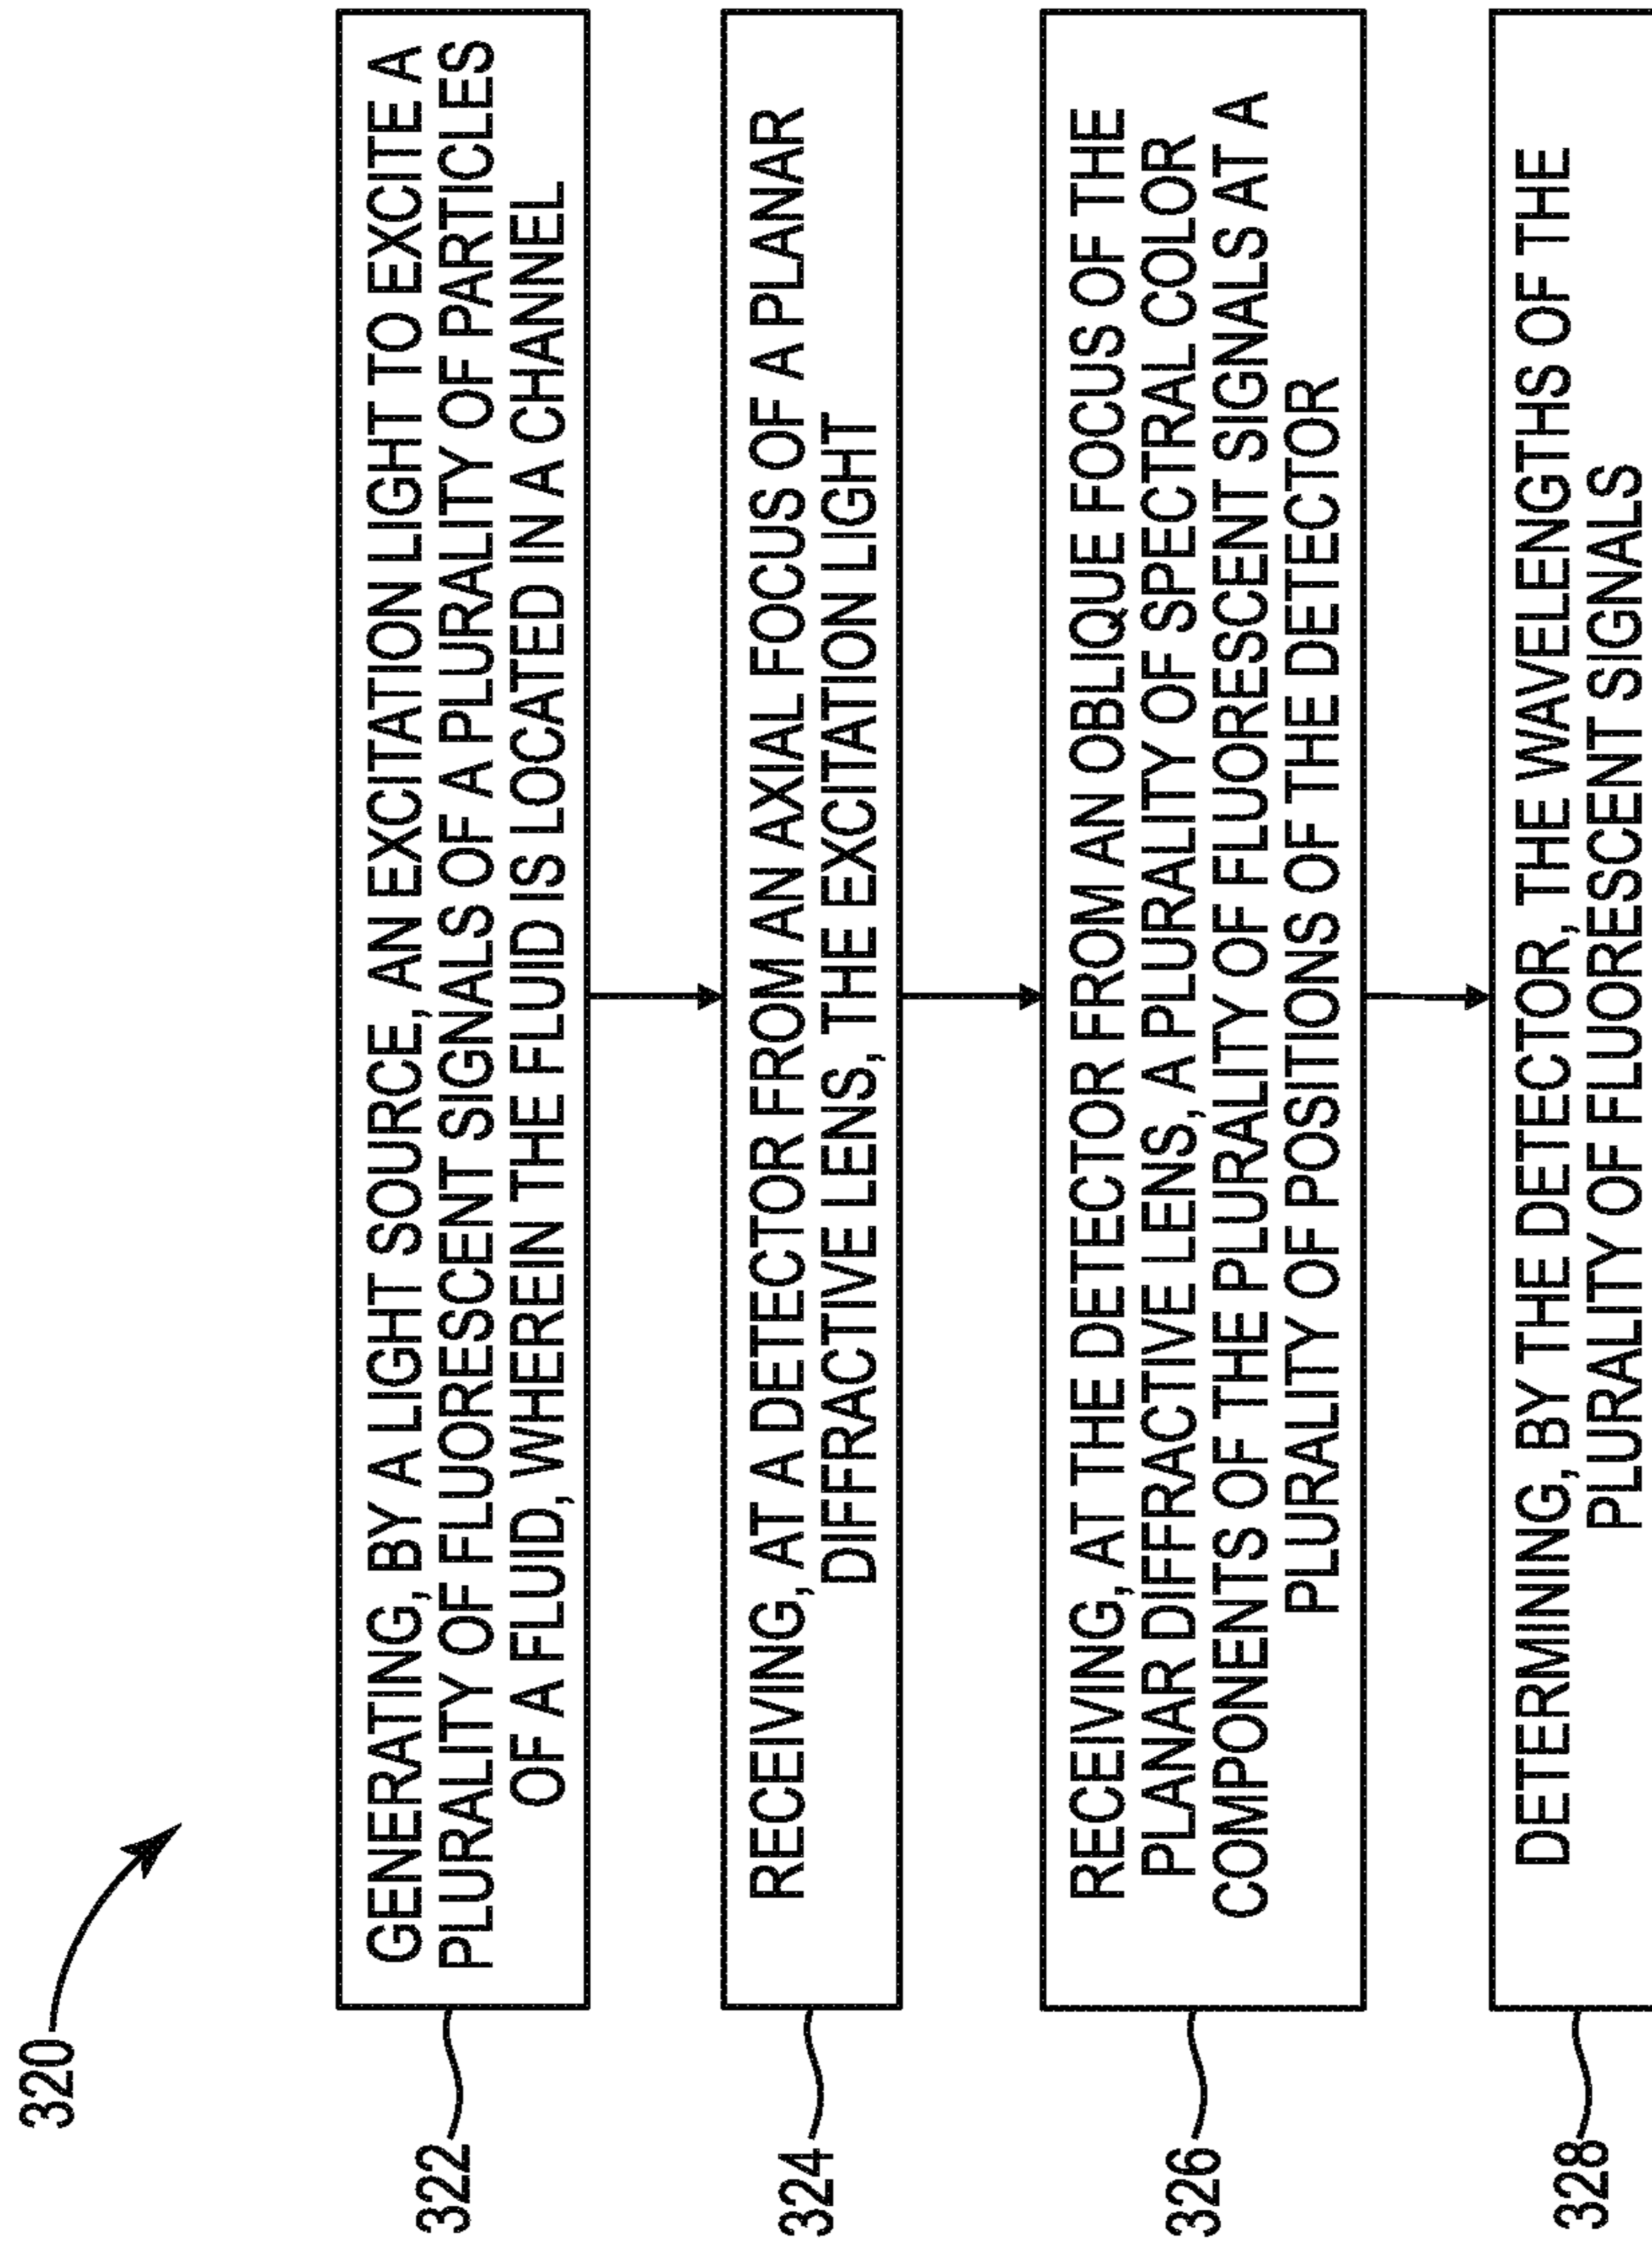 320
322
GENERATING, BY A LIGHT SOURCE, AN EXCITATION LIGHT TO EXCITE A
PLURALITY OF FLUORESCENT SIGNALS OF A PLURALITY OF PARTICLES
OF A FLUID, WHEREIN THE FLUID IS LOCATED IN A CHANNEL
324
RECEIVING, AT A DETECTOR FROM AN AXIAL FOCUS OF A PLANAR
DIFFRACTIVE LENS, THE EXCITATION LIGHT
326
RECEIVING, AT THE DETECTOR FROM AN OBLIQUE FOCUS OF THE
PLANAR DIFFRACTIVE LENS, A PLURALITY OF SPECTRAL COLOR
COMPONENTS OF THE PLURALITY OF FLUORESCENT SIGNALS AT A
PLURALITY OF POSITIONS OF THE DETECTOR
328
DETERMINING, BY THE DETECTOR, THE WAVELENGTHS OF THE
PLURALITY OF FLUORESCENT SIGNALS